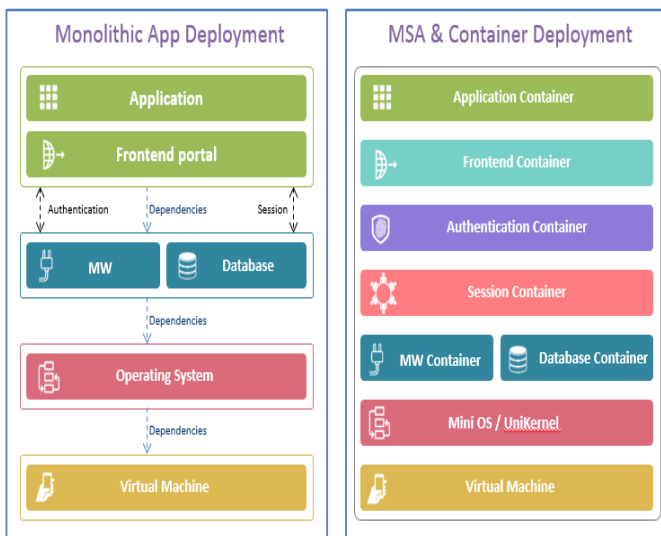 Monolithic App Deployment
Application
Frontend portal
Authentication
Dependencies
Session
MW
Database
Dependencies
Operating System
Dependencies
Virtual Machine
MSA & Container Deployment
Application Container
Frontend Container
Authentication Container
Session Container
MW Container
Database Container
Mini OS / UniKernel
Virtual Machine